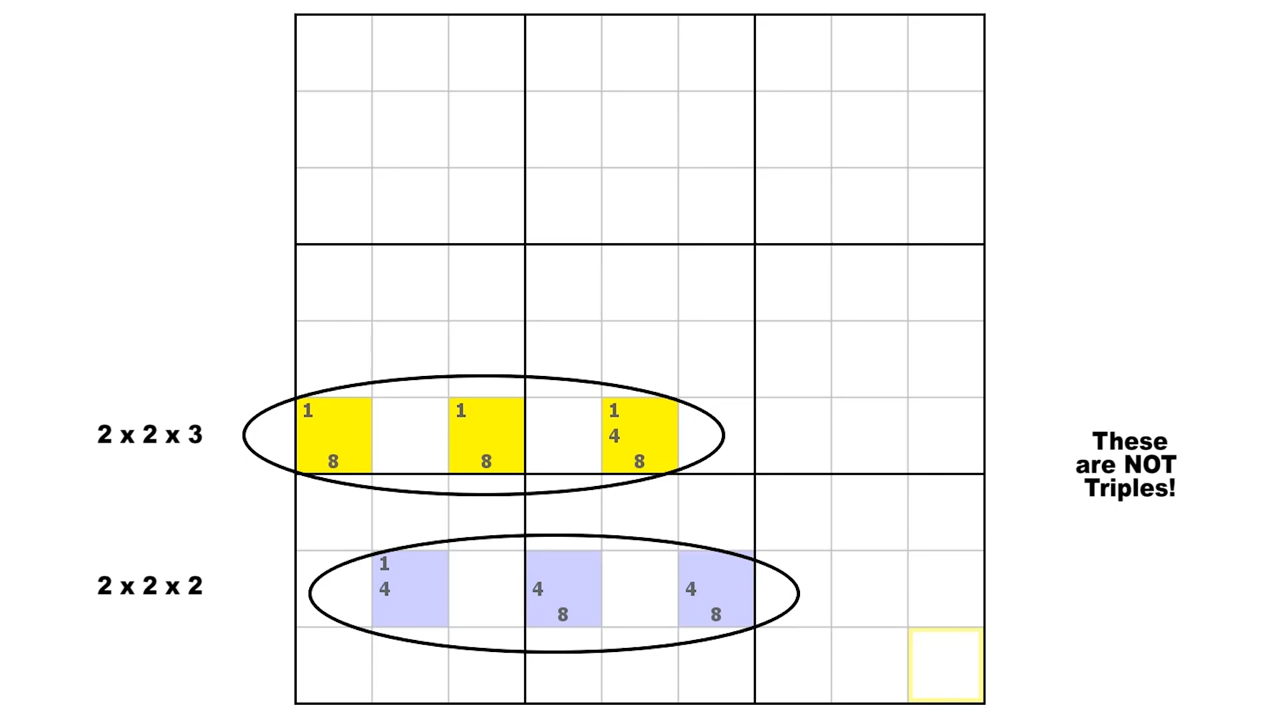 1 1 1
2 x 2 x 3
4
8 8 8
These
are NOT
Triples!
1
2 x 2 x 2
4 4 4
8 8